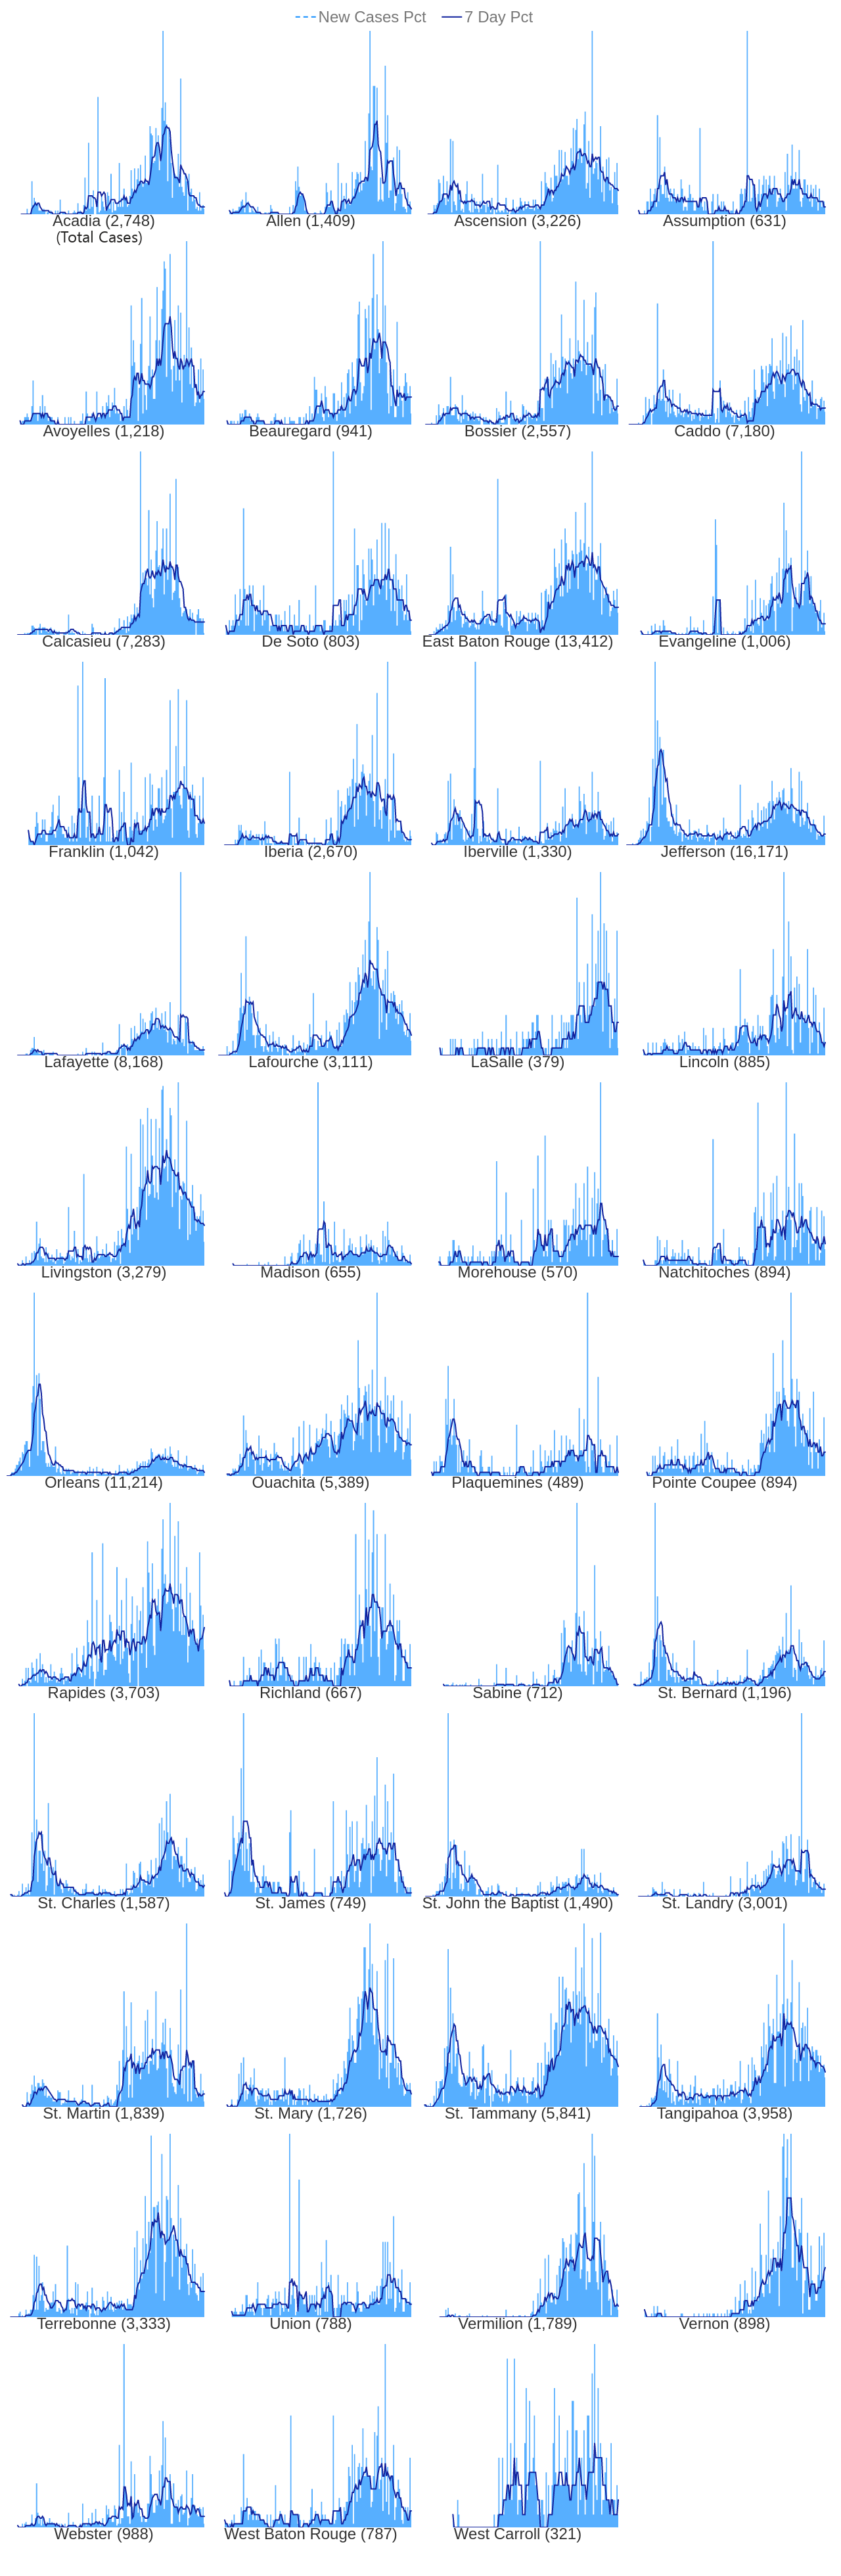 New Cases Pct 7 Day Pct
Acadia (2,748) Allen (1,409) Ascension (3,226) Assumption (631)
(Total Cases)
Avoyelles (1,218) Beauregard (941) Bossier (2,557) Caddo (7,180)
Calcasieu (7,283) De Soto (803) East Baton Rouge (13,412) Evangeline (1,006)
Franklin (1,042) Iberia (2,670) Iberville (1,330) Jefferson (16,171)
Lafayette (8,168) Lafourche (3,111) LaSalle (379) Lincoln (885)
Livingston (3,279) Madison (655) Morehouse (570) Natchitoches (894)
Orleans (11,214) Ouachita (5,389) Plaquemines (489) Pointe Coupee (894)
Rapides (3,703) Richland (667) Sabine (712) St. Bernard (1,196)
St. Charles (1,587) St. James (749) St. John the Baptist (1,490) St. Landry (3,001)
St. Martin (1,839) St. Mary (1,726) St. Tammany (5,841) Tangipahoa (3,958)
Terrebonne (3,333) Union (788) Vermilion (1,789) Vernon (898)
Webster (988) West Baton Rouge (787) West Carroll (321)